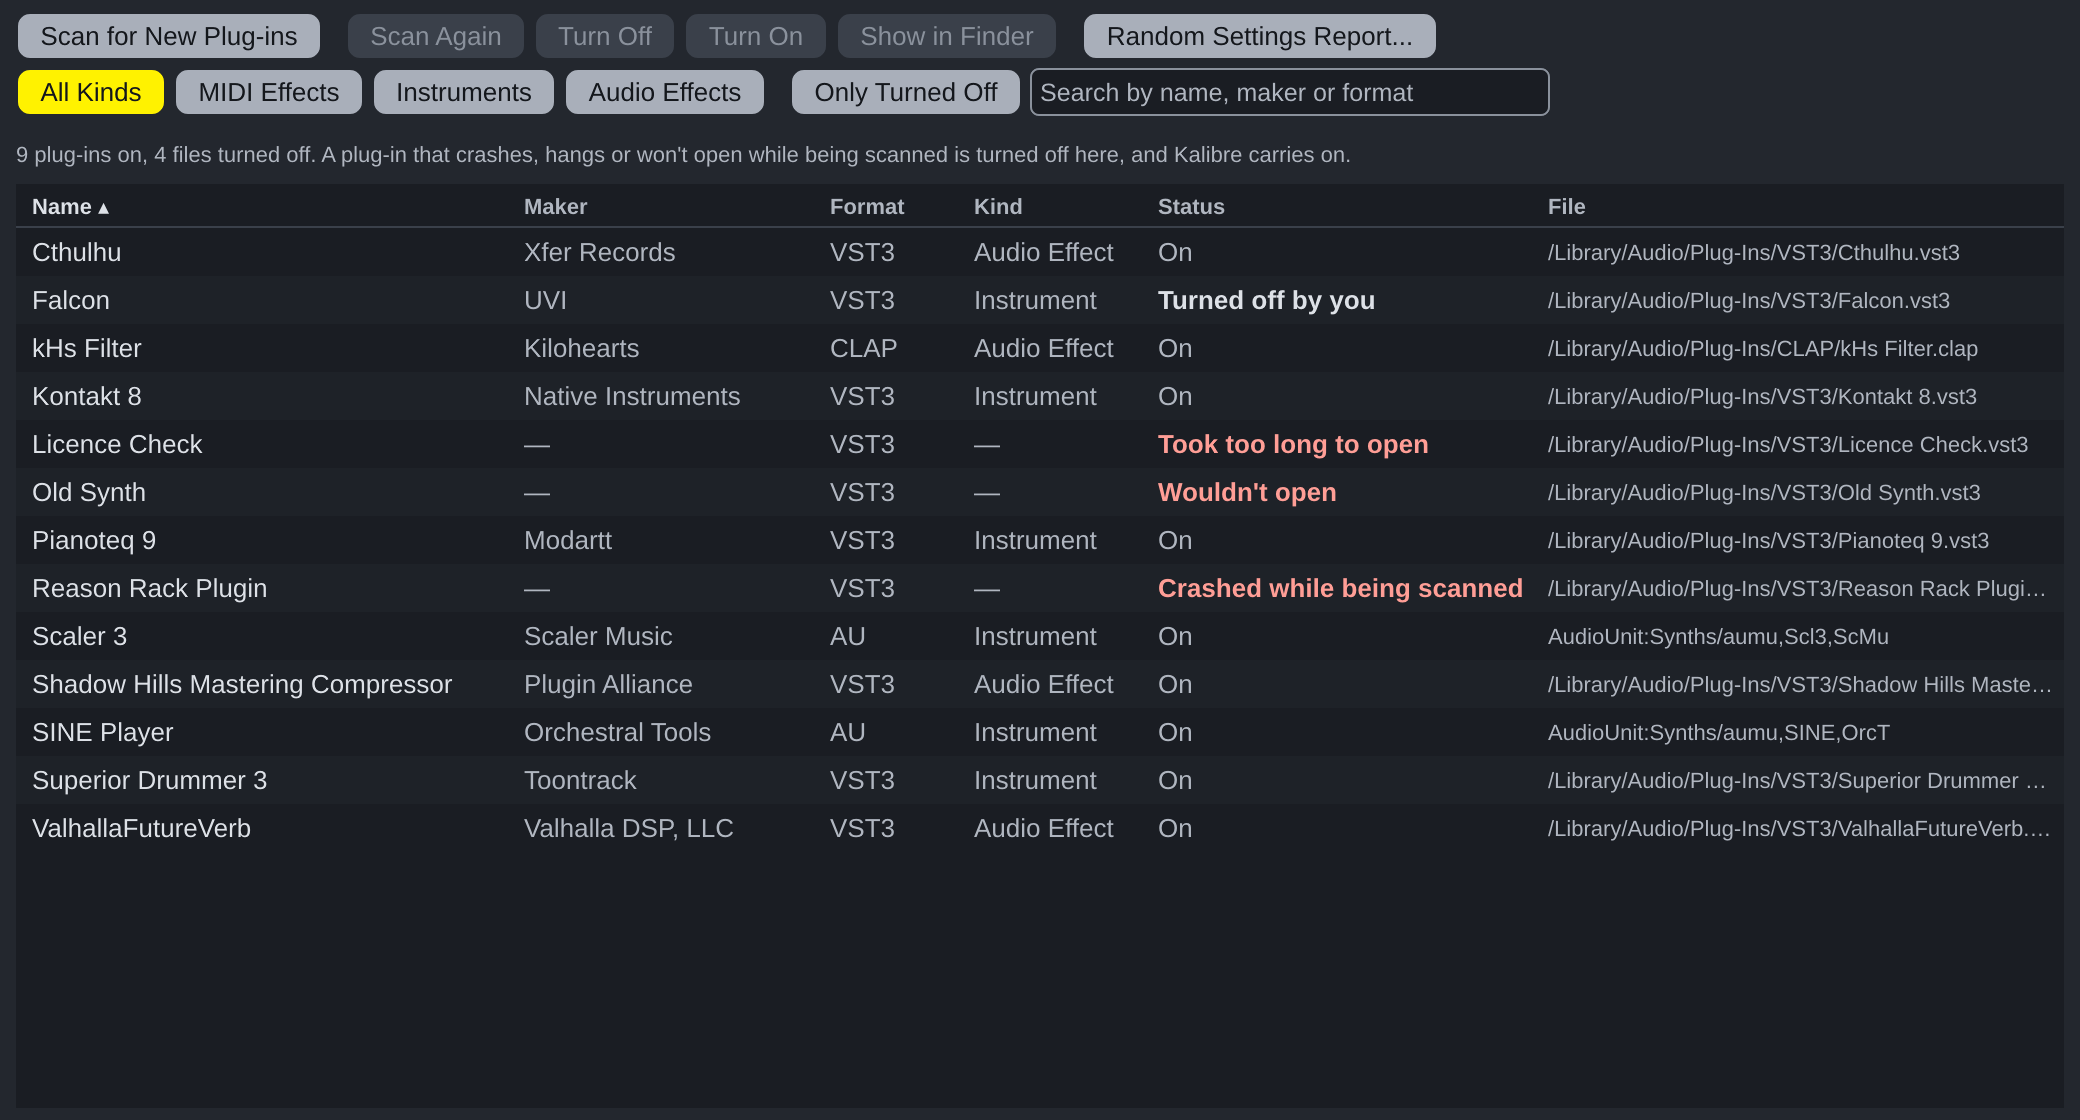 Scan for New Plug-ins Scan Again Turn Off Turn On Show in Finder Random Settings Report...
All Kinds MIDI Effects Instruments Audio Effects Only Turned Off Search by name, maker or format
9 plug-ins on, 4 files turned off. A plug-in that crashes, hangs or won't open while being scanned is turned off here, and Kalibre carries on.
Name ▴ Maker Format Kind Status File
Cthulhu Xfer Records VST3 Audio Effect On /Library/Audio/Plug-Ins/VST3/Cthulhu.vst3
Falcon UVI VST3 Instrument Turned off by you /Library/Audio/Plug-Ins/VST3/Falcon.vst3
kHs Filter Kilohearts CLAP Audio Effect On /Library/Audio/Plug-Ins/CLAP/kHs Filter.clap
Kontakt 8 Native Instruments VST3 Instrument On /Library/Audio/Plug-Ins/VST3/Kontakt 8.vst3
Licence Check — VST3 — Took too long to open /Library/Audio/Plug-Ins/VST3/Licence Check.vst3
Old Synth — VST3 — Wouldn't open /Library/Audio/Plug-Ins/VST3/Old Synth.vst3
Pianoteq 9 Modartt VST3 Instrument On /Library/Audio/Plug-Ins/VST3/Pianoteq 9.vst3
Reason Rack Plugin — VST3 — Crashed while being scanned /Library/Audio/Plug-Ins/VST3/Reason Rack Plugi…
Scaler 3 Scaler Music AU Instrument On AudioUnit:Synths/aumu,Scl3,ScMu
Shadow Hills Mastering Compressor Plugin Alliance VST3 Audio Effect On /Library/Audio/Plug-Ins/VST3/Shadow Hills Maste…
SINE Player Orchestral Tools AU Instrument On AudioUnit:Synths/aumu,SINE,OrcT
Superior Drummer 3 Toontrack VST3 Instrument On /Library/Audio/Plug-Ins/VST3/Superior Drummer …
ValhallaFutureVerb Valhalla DSP, LLC VST3 Audio Effect On /Library/Audio/Plug-Ins/VST3/ValhallaFutureVerb.…